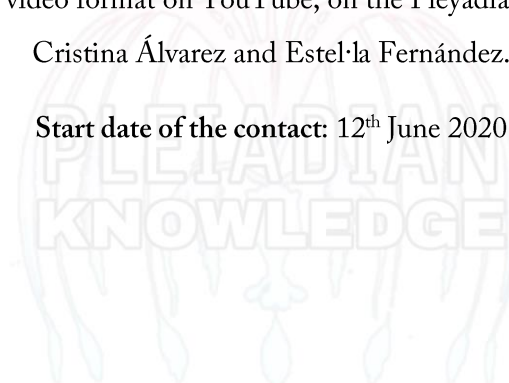 video format on YouTube, on the Pleyadia
Cristina Álvarez and Estel·la Fernández.
Start date of the contact: 12th June 2020
PLEIADIAN
KNOWLEDGE